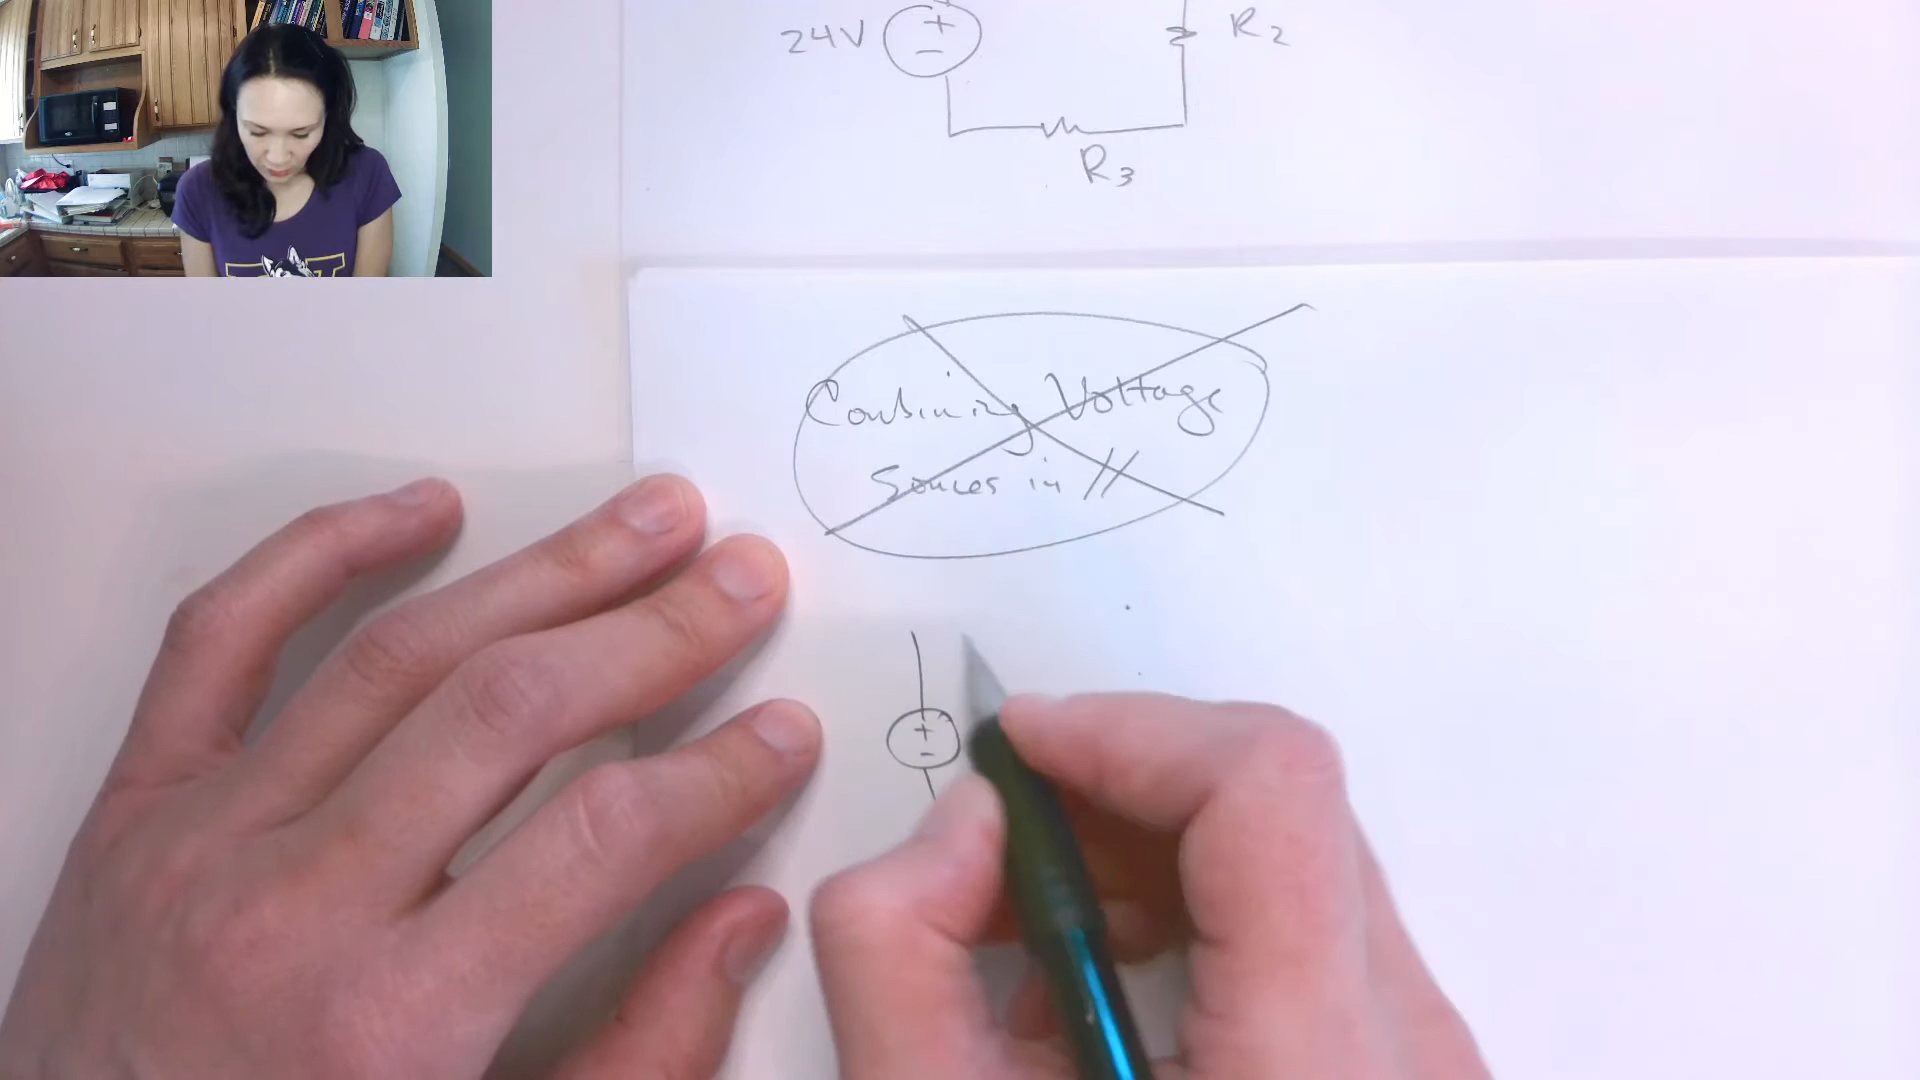 24V
+
−
R2
R3
Combining Voltage
Sources in //
+
-
W